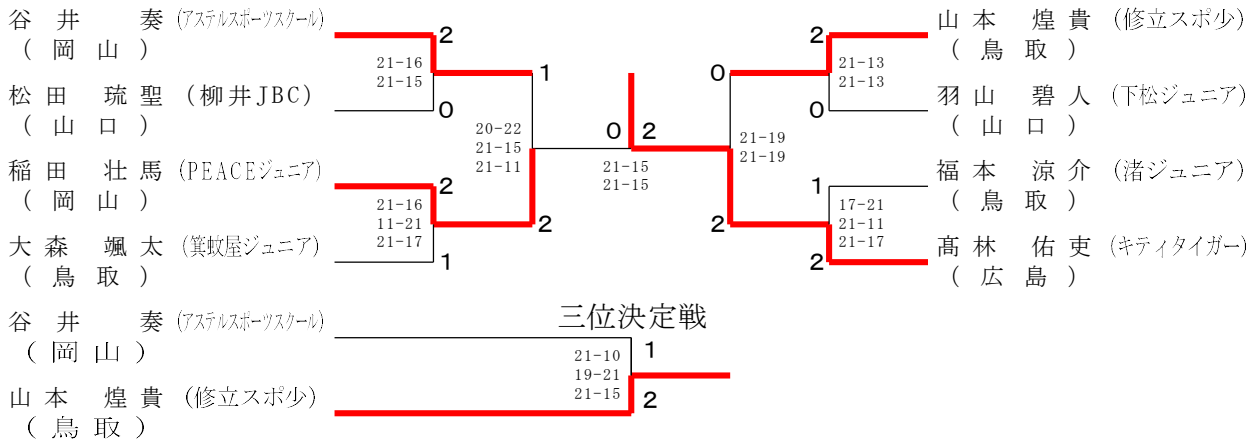 谷井 奏 (アステルスポーツスクール)
(岡山)
松田 琉聖 (柳井JBC)
(山口)
稲田 壮馬 (PEACEジュニア)
(岡山)
大森 颯太 (箕蚊屋ジュニア)
(鳥取)
2
21-16
21-15
0
1
20-22
21-15
21-11
2
2
21-16
11-21
21-17
1
0 2
21-15
21-15
山本 煌貴 (修立スポ少)
(鳥取)
羽山 碧人 (下松ジュニア)
(山口)
福本 涼介 (渚ジュニア)
(鳥取)
髙林 佑吏 (キティタイガー)
(広島)
2
21-13
21-13
0
0
21-19
21-19
2
1
17-21
21-11
21-17
2
三位決定戦
谷井 奏 (アステルスポーツスクール)
(岡山)
山本 煌貴 (修立スポ少)
(鳥取)
1
21-10
19-21
21-15
2